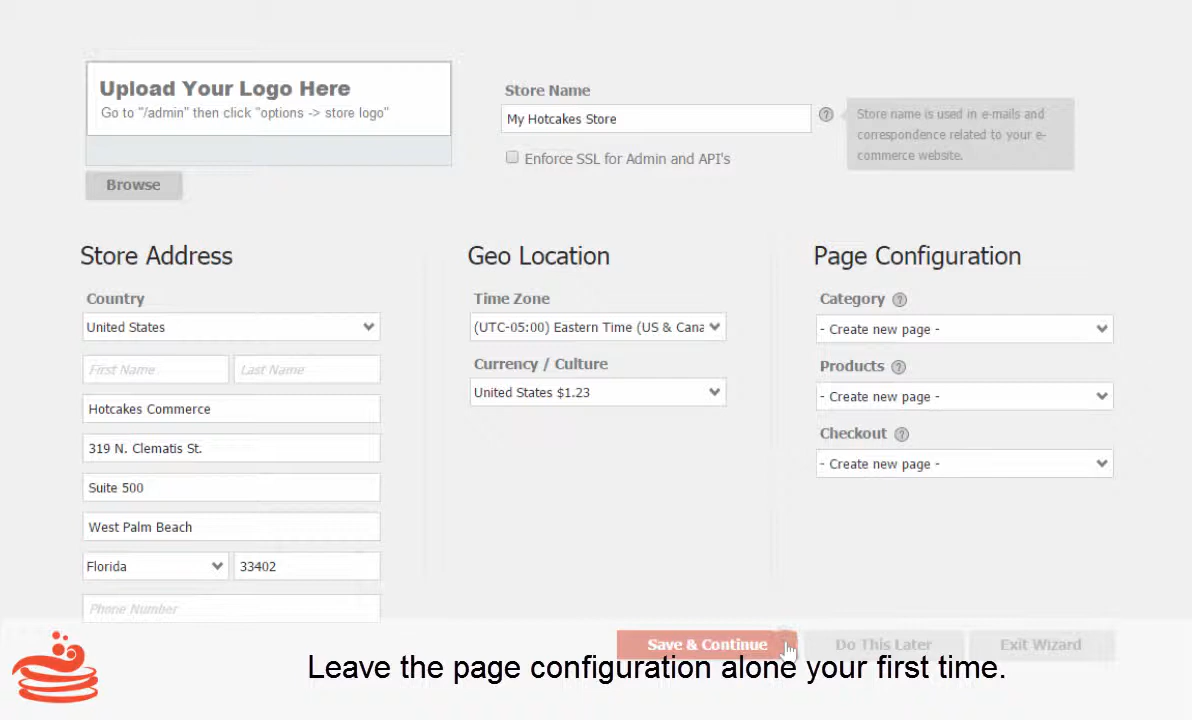 Upload Your Logo Here
Go to "/admin" then click "options -> store logo"
Browse
Store Name
My Hotcakes Store
?
Enforce SSL for Admin and API's
Store name is used in e-mails and
correspondence related to your e-
commerce website.
Store Address
Country
United States
First Name
Last Name
Hotcakes Commerce
319 N. Clematis St.
Suite 500
West Palm Beach
Florida
33402
Phone Number
Geo Location
Time Zone
(UTC-05:00) Eastern Time (US & Cana
Currency / Culture
United States $1.23
Page Configuration
Category ?
- Create new page -
Products ?
- Create new page -
Checkout ?
- Create new page -
Save & Continue
Do This Later
Exit Wizard
Leave the page configuration alone your first time.